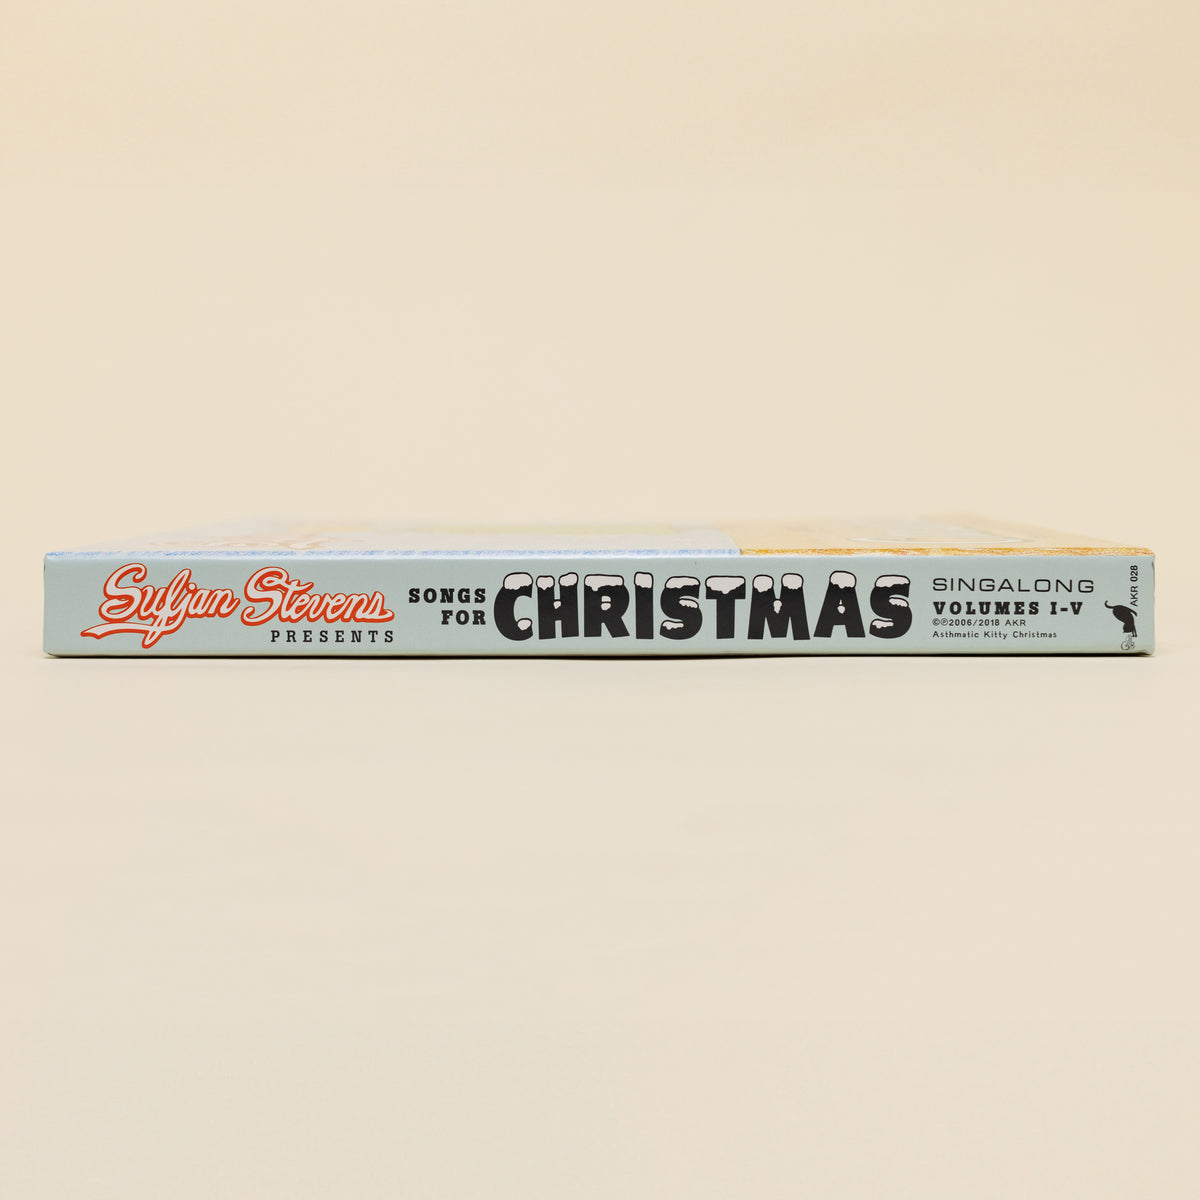 Sufjan Stevens
PRESENTS
SONGS
FOR
CHRISTMAS
SINGALONG
VOLUMES I-V
©℗2006/2018 AKR
Asthmatic Kitty Christmas
AKR 028